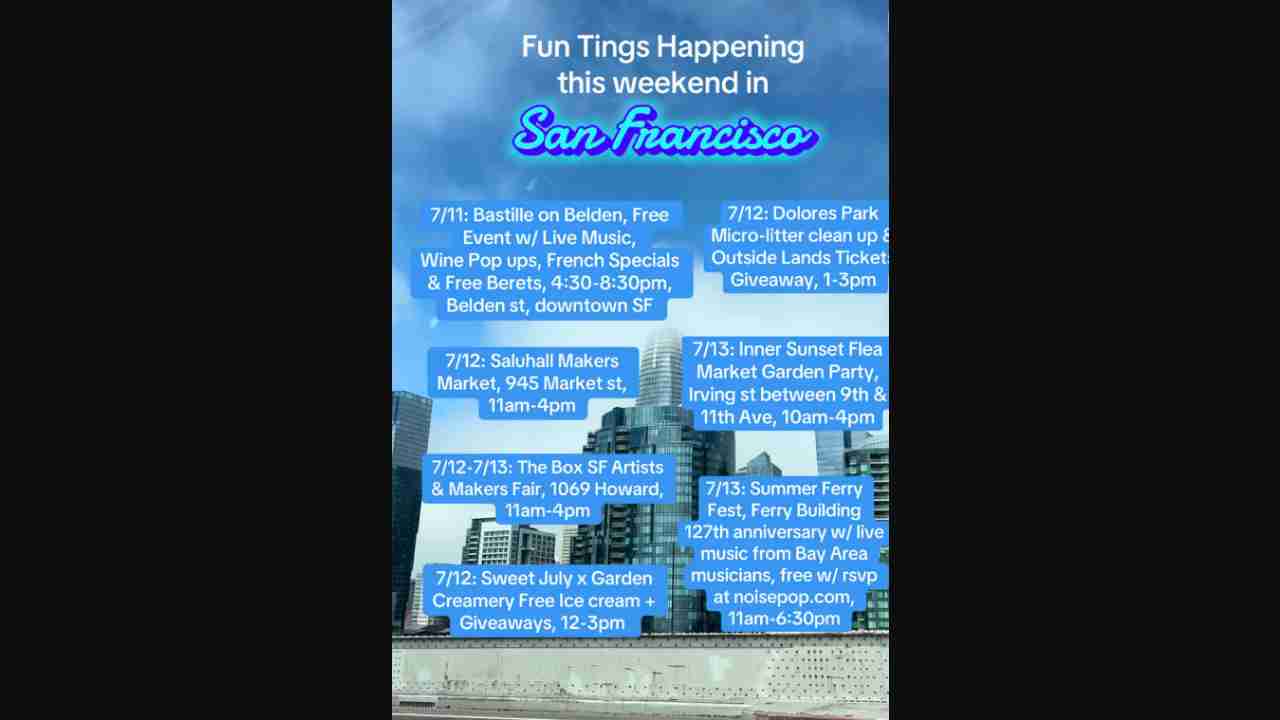 Fun Tings Happening
this weekend in
San Francisco
7/11: Bastille on Belden, Free
Event w/ Live Music,
Wine Pop ups, French Specials
& Free Berets, 4:30-8:30pm,
Belden st, downtown SF
7/12: Saluhall Makers
Market, 945 Market st,
11am-4pm
7/12-7/13: The Box SF Artists
& Makers Fair, 1069 Howard,
11am-4pm
7/12: Sweet July x Garden
Creamery Free Ice cream +
Giveaways, 12-3pm
7/12: Dolores Park
Micro-litter clean up &
Outside Lands Ticket
Giveaway, 1-3pm
7/13: Inner Sunset Flea
Market Garden Party,
Irving st between 9th &
11th Ave, 10am-4pm
7/13: Summer Ferry
Fest, Ferry Building
127th anniversary w/ live
music from Bay Area
musicians, free w/ rsvp
at noisepop.com,
11am-6:30pm